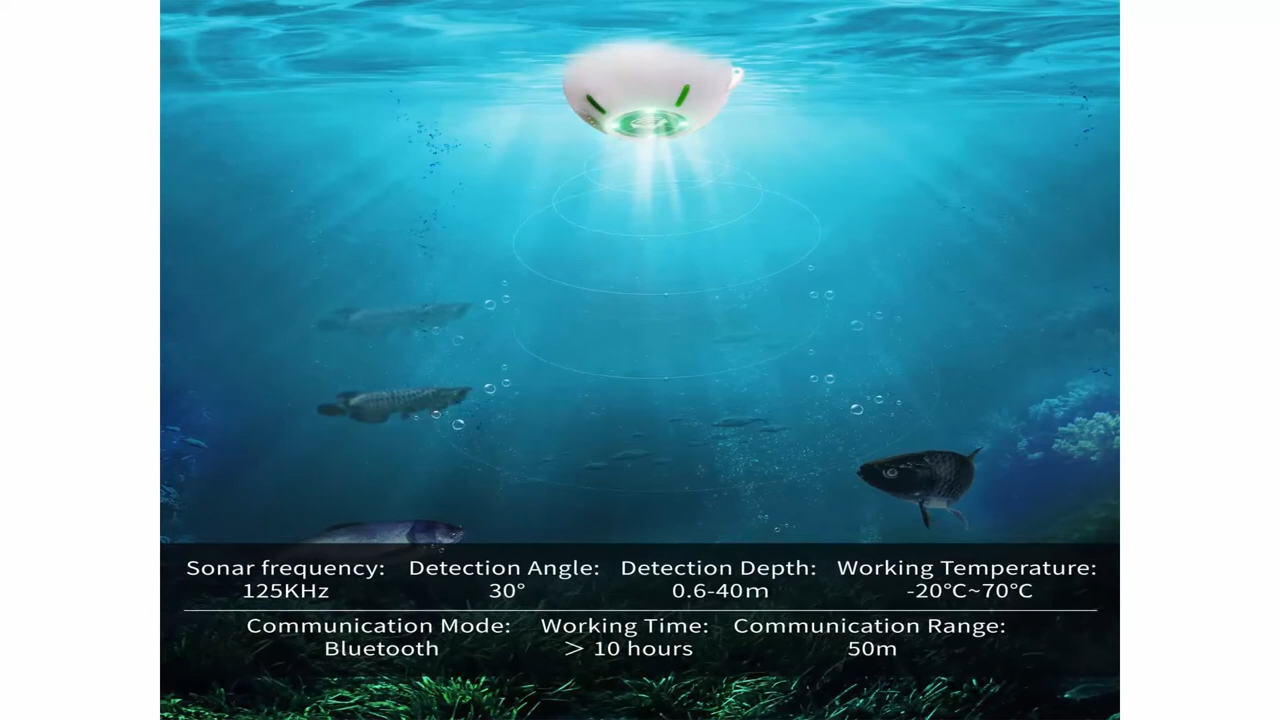 Sonar frequency: Detection Angle: Detection Depth: Working Temperature:
125KHz 30° 0.6-40m -20℃~70℃
Communication Mode: Working Time: Communication Range:
Bluetooth > 10 hours 50m